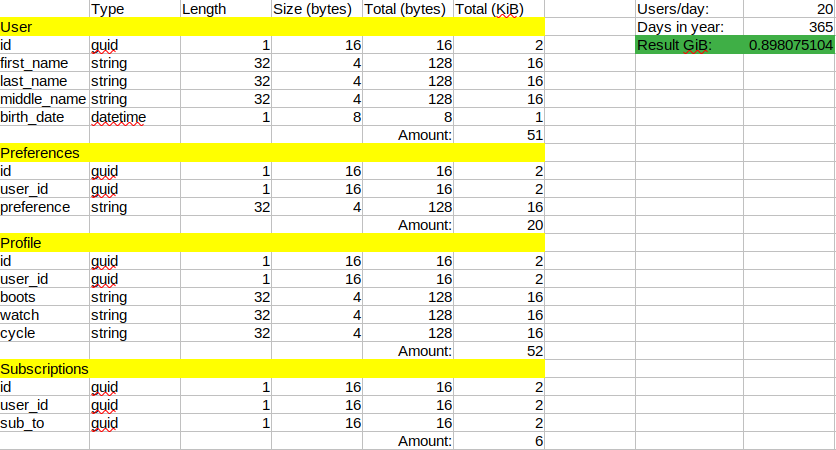 Type Length Size (bytes) Total (bytes) Total (KiB) Users/day: 20
User Days in year: 365
id guid 1 16 16 2 Result GiB: 0.898075104
first_name string 32 4 128 16
last_name string 32 4 128 16
middle_name string 32 4 128 16
birth_date datetime 1 8 8 1
Amount: 51
Preferences
id guid 1 16 16 2
user_id guid 1 16 16 2
preference string 32 4 128 16
Amount: 20
Profile
id guid 1 16 16 2
user_id guid 1 16 16 2
boots string 32 4 128 16
watch string 32 4 128 16
cycle string 32 4 128 16
Amount: 52
Subscriptions
id guid 1 16 16 2
user_id guid 1 16 16 2
sub_to guid 1 16 16 2
Amount: 6